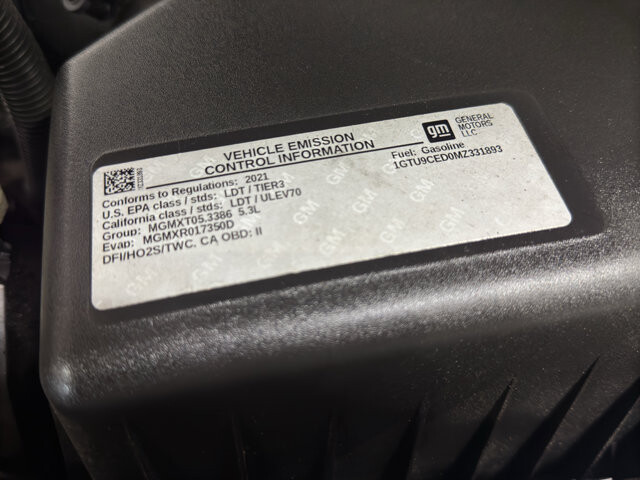 VEHICLE EMISSION
CONTROL INFORMATION
gm
GENERAL
MOTORS
LLC
Fuel: Gasoline
1GTU9CED0MZ331893
Conforms to Regulations: 2021
U.S. EPA class / stds: LDT / TIER3
California class / stds: LDT / ULEV70
Group: MGMXT05.3386 5.3L
Evap: MGMXR017350D
DFI/HO2S/TWC. CA OBD: II